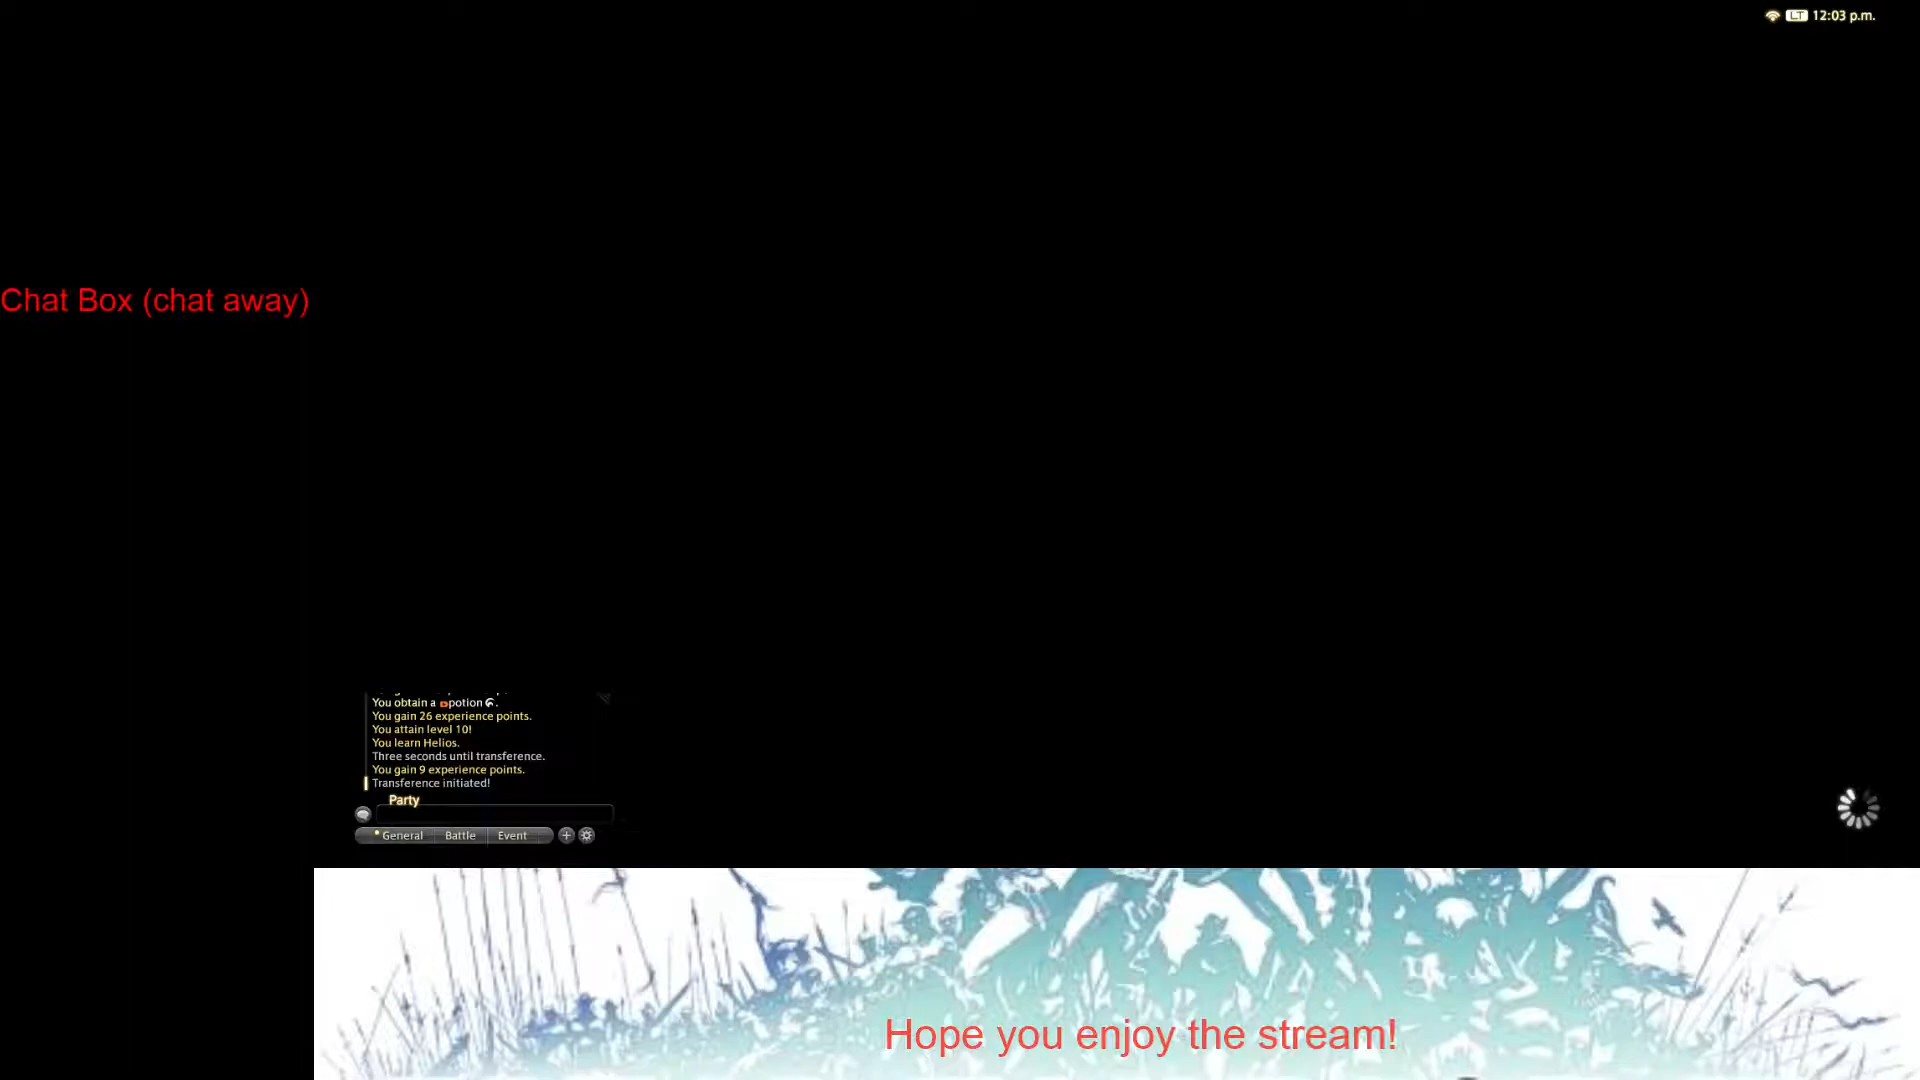 LT 12:03 p.m.
Chat Box (chat away)
You obtain a potion.
You gain 26 experience points.
You attain level 10!
You learn Helios.
Three seconds until transference.
You gain 9 experience points.
Transference initiated!
Party
General Battle Event
Hope you enjoy the stream!